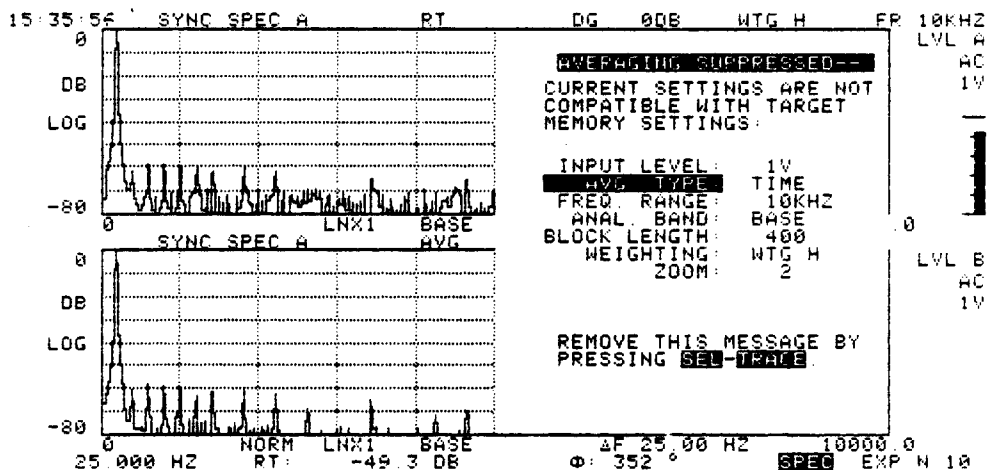 15:35:56 SYNC SPEC A RT DG 0DB WTG H FR 10KHZ
0
DB
LOG
-80
LVL A
AC
1V
AVERAGING SUPPRESSED--
CURRENT SETTINGS ARE NOT
COMPATIBLE WITH TARGET
MEMORY SETTINGS:
INPUT LEVEL: 1V
AVG TYPE: TIME
FREQ. RANGE: 10KHZ
ANAL. BAND: BASE
BLOCK LENGTH: 400
WEIGHTING: WTG H
ZOOM: 2
REMOVE THIS MESSAGE BY
PRESSING SEL-TRACE
0 LNX1 BASE .0
SYNC SPEC A AVG
0
DB
LOG
-80
LVL B
AC
1V
0 NORM LNX1 BASE ΔF 25.00 HZ 10000.0
25.000 HZ RT: -49.3 DB Φ: 352 ° SPEC EXP N 10